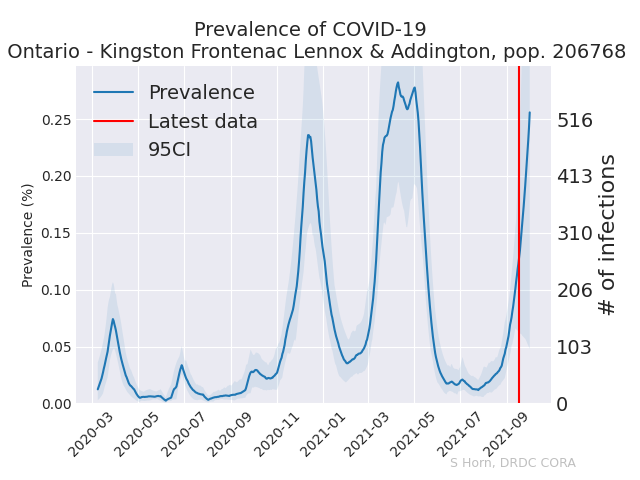 Prevalence of COVID-19
Ontario - Kingston Frontenac Lennox & Addington, pop. 206768
Prevalence
Latest data
95CI
Prevalence (%)
0.25
0.20
0.15
0.10
0.05
0.00
516
413
310
206
103
0
# of infections
2020-03
2020-05
2020-07
2020-09
2020-11
2021-01
2021-03
2021-05
2021-07
2021-09
S Horn, DRDC CORA